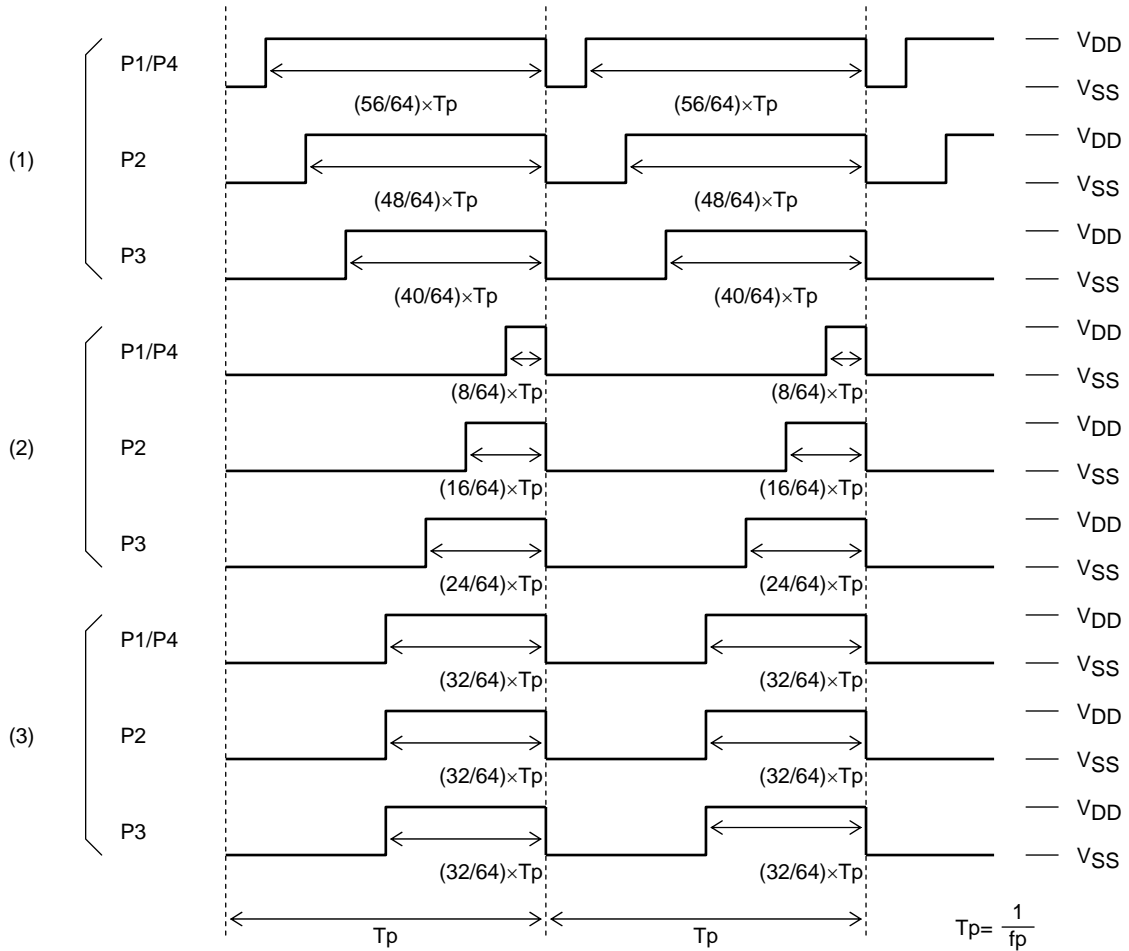 P1/P4
VDD
VSS
(56/64)×Tp (56/64)×Tp
(1) P2
VDD
VSS
(48/64)×Tp (48/64)×Tp
P3
VDD
VSS
(40/64)×Tp (40/64)×Tp
P1/P4
VDD
VSS
(8/64)×Tp (8/64)×Tp
(2) P2
VDD
VSS
(16/64)×Tp (16/64)×Tp
P3
VDD
VSS
(24/64)×Tp (24/64)×Tp
P1/P4
VDD
VSS
(32/64)×Tp (32/64)×Tp
(3) P2
VDD
VSS
(32/64)×Tp (32/64)×Tp
P3
VDD
VSS
(32/64)×Tp (32/64)×Tp
Tp Tp
Tp= 1
fp